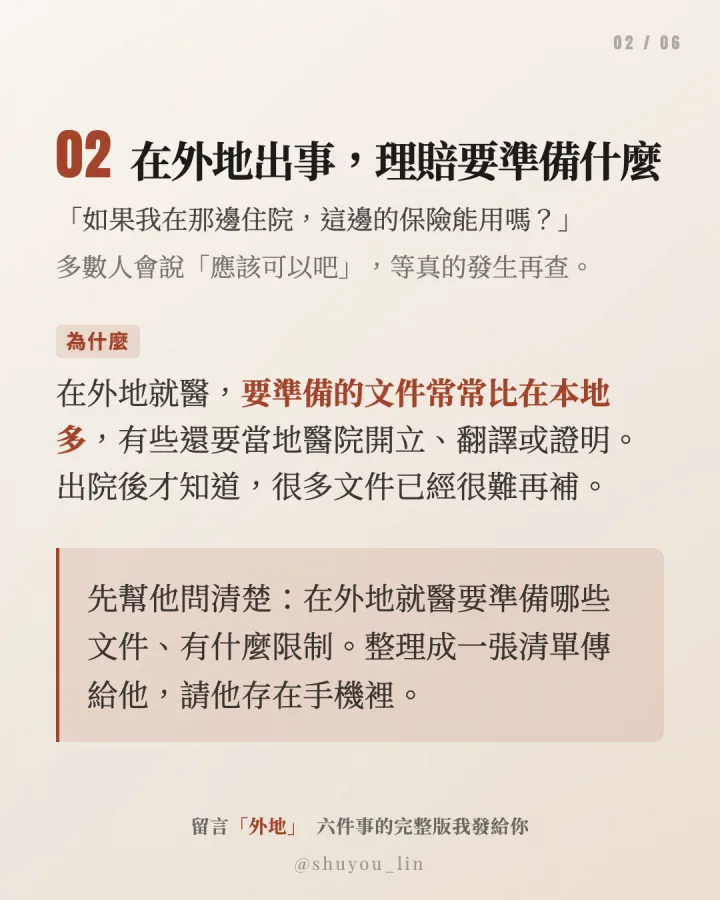 02 / 06
02 在外地出事，理賠要準備什麼
「如果我在那邊住院，這邊的保險能用嗎？」
多數人會說「應該可以吧」，等真的發生再查。
為什麼
在外地就醫，要準備的文件常常比在本地
多，有些還要當地醫院開立、翻譯或證明。
出院後才知道，很多文件已經很難再補。
先幫他問清楚：在外地就醫要準備哪些
文件、有什麼限制。整理成一張清單傳
給他，請他存在手機裡。
留言「外地」 六件事的完整版我發給你
@shuyou_lin